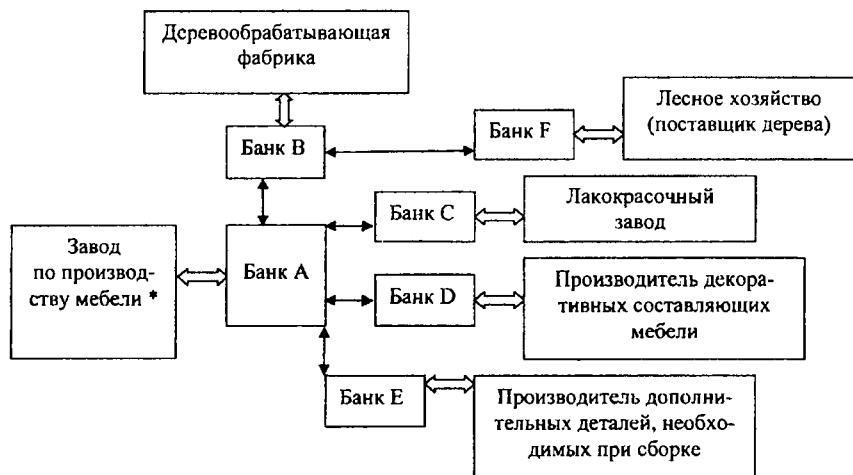 Деревообрабатывающая
фабрика
Банк B
Банк F
Лесное хозяйство
(поставщик дерева)
Банк C
Лакокрасочный
завод
Завод
по производ-
ству мебели *
Банк A
Банк D
Производитель декора-
тивных составляющих
мебели
Банк E
Производитель дополни-
тельных деталей, необхо-
димых при сборке